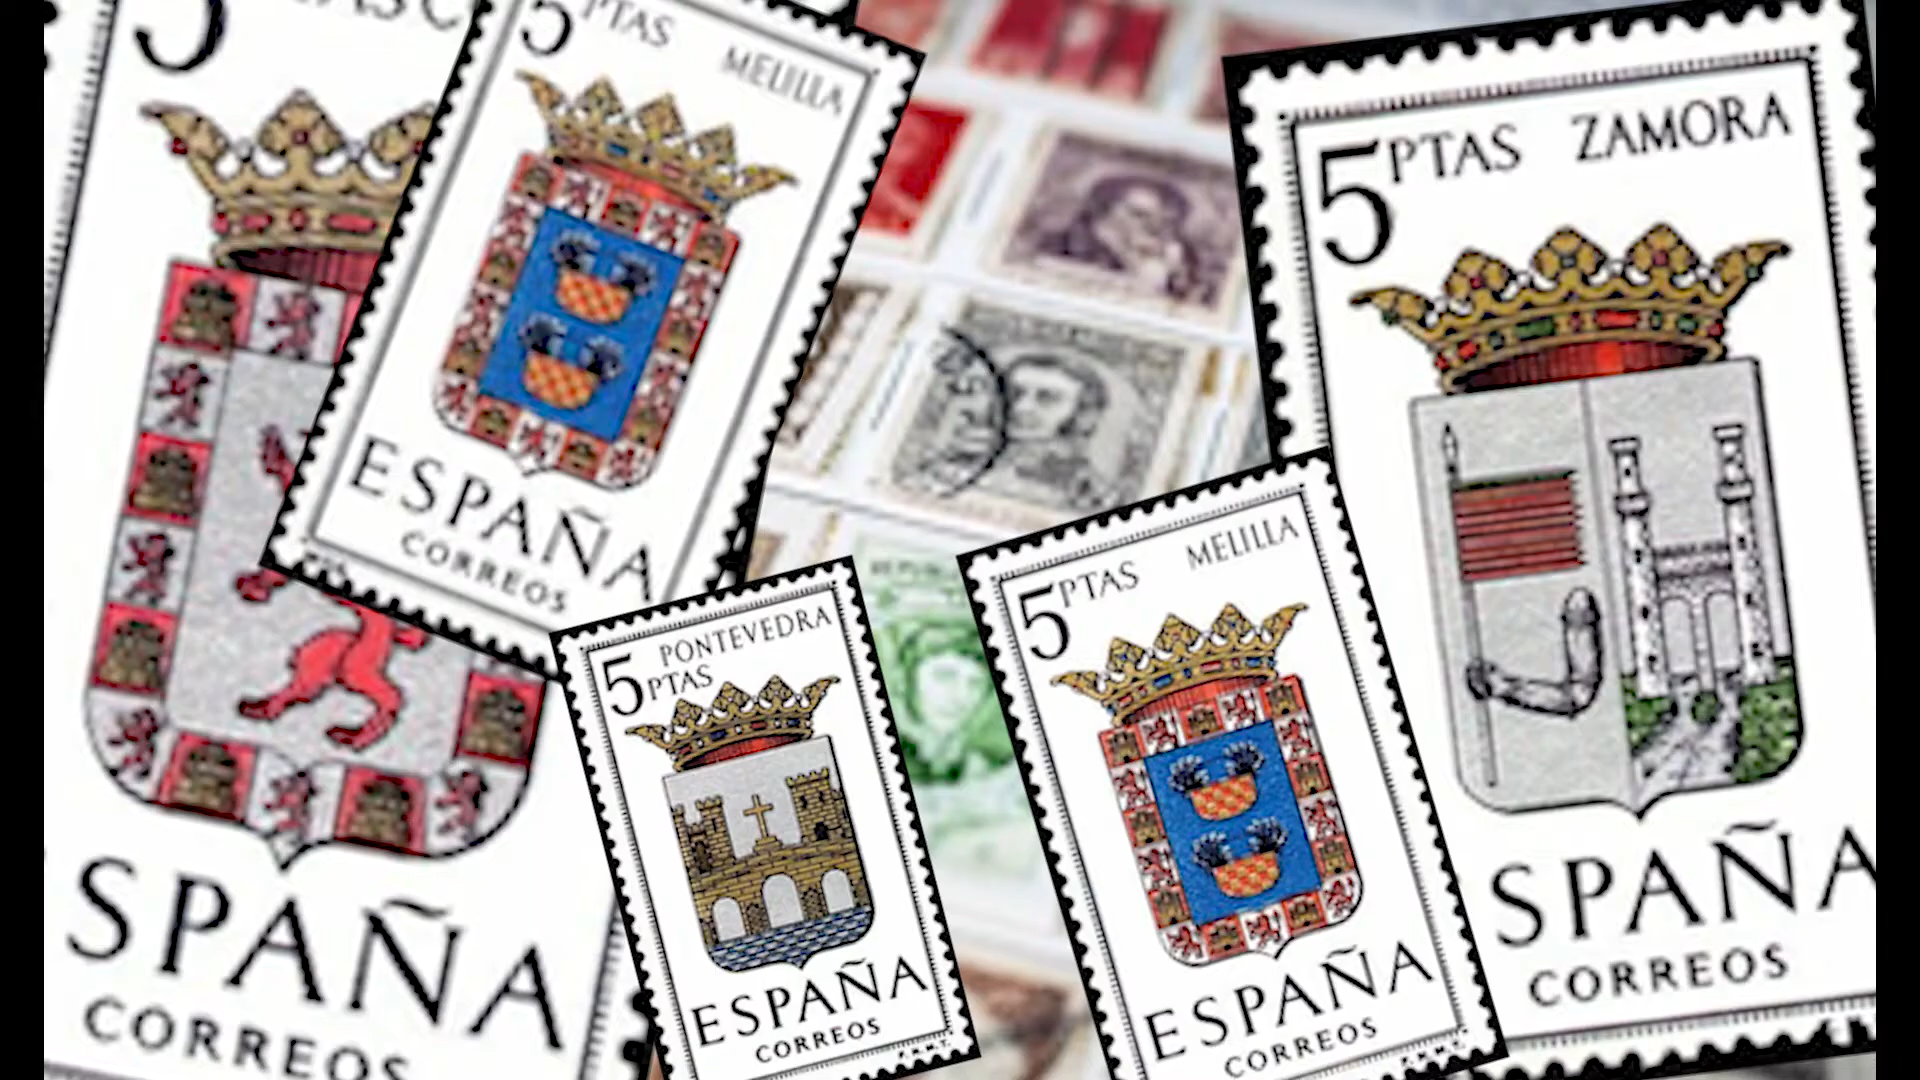 5
5 PTAS MELILLA
ESPAÑA
CORREOS
SPAÑA
CORREOS
5 PONTEVEDRA
PTAS
ESPAÑA
CORREOS
F.N.M.T.
5 PTAS MELILLA
ESPAÑA
CORREOS
F.N.M.T.
5 PTAS ZAMORA
SPAÑA
CORREOS